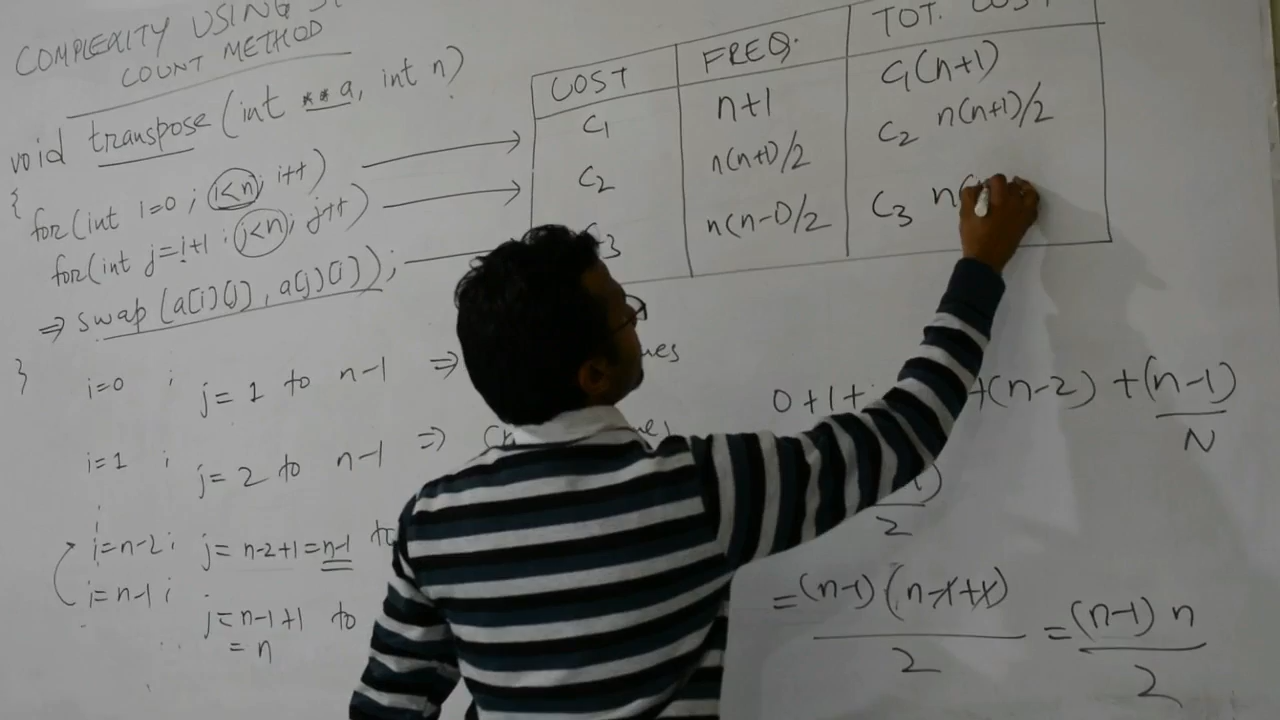 COMPLEXITY USING
COUNT METHOD
void transpose (int **a, int n)
{
for(int i=0 ; i<n; i++)
for(int j=i+1 ; j<n; j++)
⇒ swap (a[i][j], a[j][i]);
}
COST FREQ. TOT. COST
C1 n+1 C1(n+1)
C2 n(n+1)/2 C2 n(n+1)/2
n(n-1)/2 C3 n(
i=0 ; j= 1 to n-1 ⇒
i=1 ; j= 2 to n-1 ⇒
i=n-2; j= n-2+1=n-1 to
i=n-1; j=n-1+1 to
= n
0+1+ +(n-2) +(n-1)
N
2
=(n-1)(n-1+1)
2
=(n-1) n
2